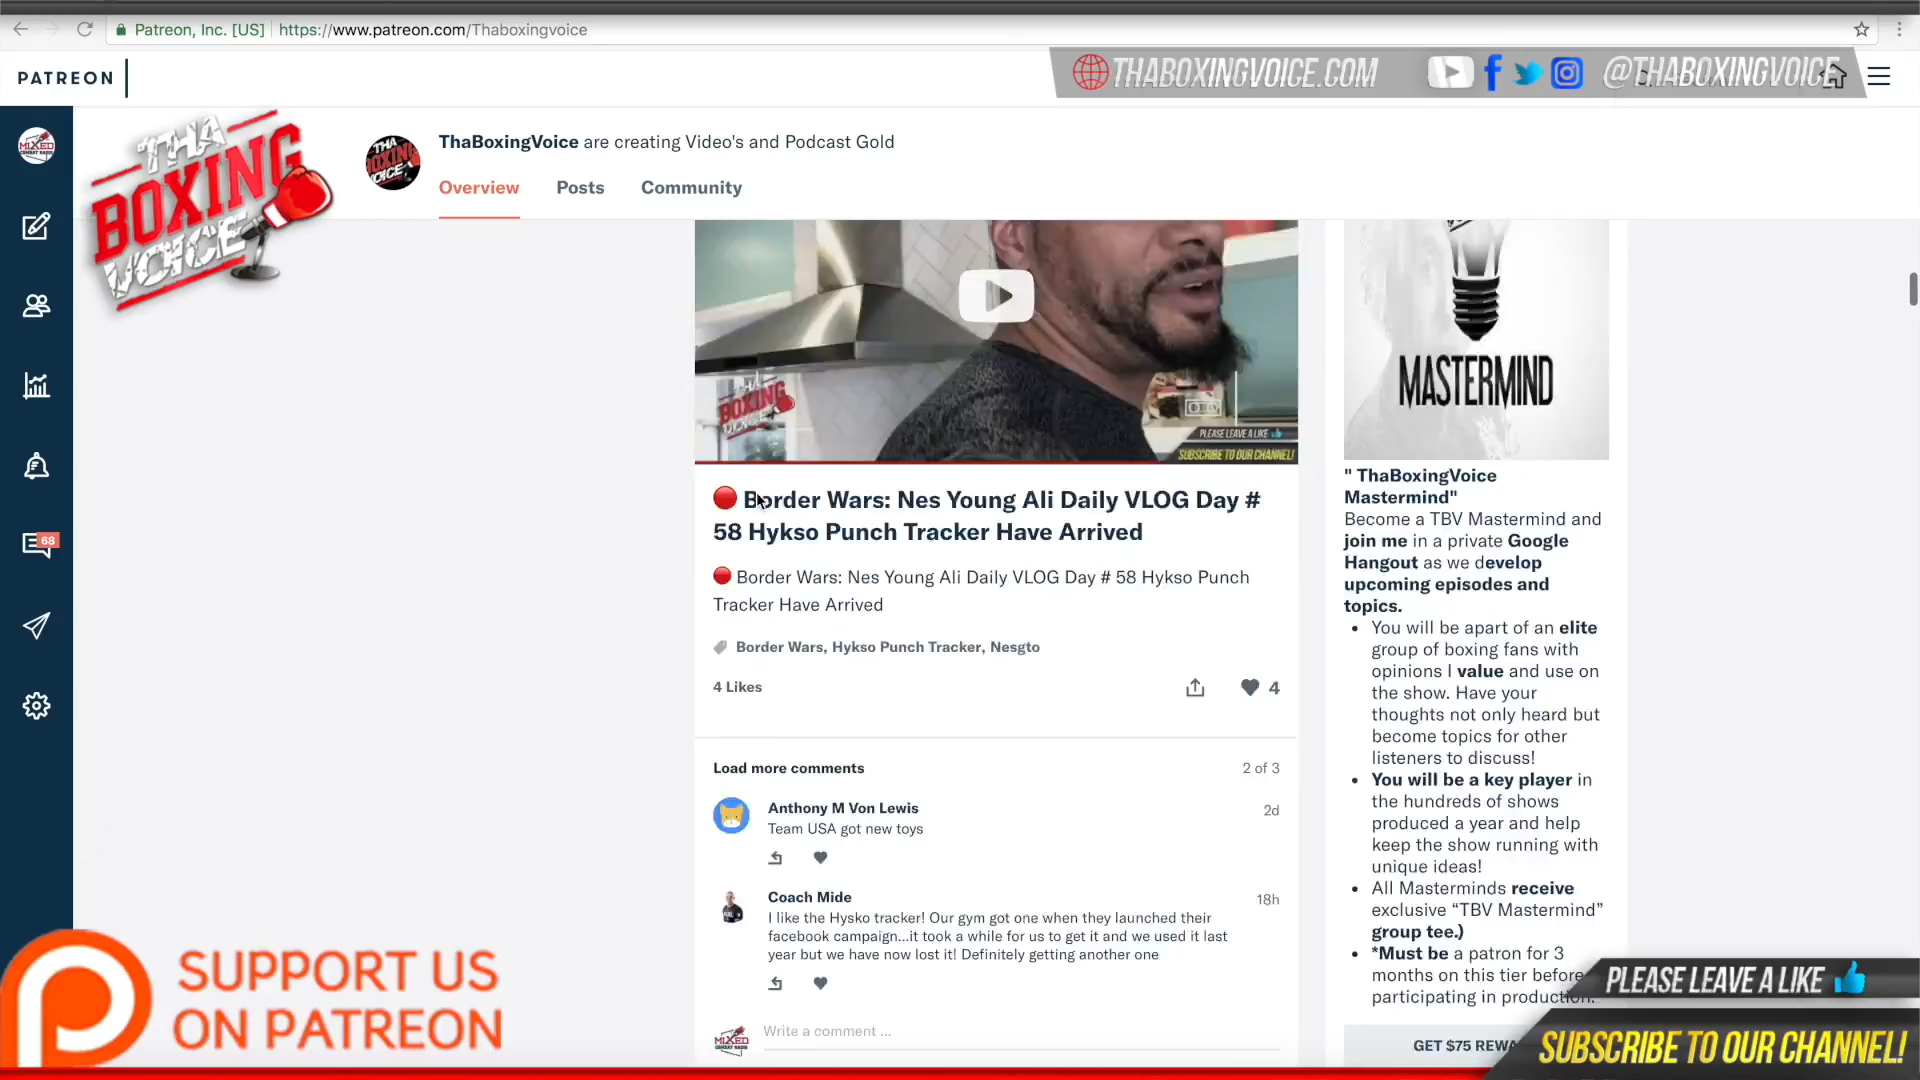 Patreon, Inc. [US] https://www.patreon.com/Thaboxingvoice
PATREON
THABOXINGVOICE.COM
@THABOXINGVOICE
MIXED
THA
BOXING
VOICE
THA
BOXING
VOICE
ThaBoxingVoice are creating Video's and Podcast Gold
Overview Posts Community
BOXING
PLEASE LEAVE A LIKE
SUBSCRIBE TO OUR CHANNEL!
Border Wars: Nes Young Ali Daily VLOG Day #
58 Hykso Punch Tracker Have Arrived
Border Wars: Nes Young Ali Daily VLOG Day # 58 Hykso Punch
Tracker Have Arrived
Border Wars, Hykso Punch Tracker, Nesgto
4 Likes
4
Load more comments
2 of 3
Anthony M Von Lewis
2d
Team USA got new toys
Coach Mide
18h
I like the Hysko tracker! Our gym got one when they launched their
facebook campaign...it took a while for us to get it and we used it last
year but we have now lost it! Definitely getting another one
MIXED
Write a comment ...
68
MASTERMIND
" ThaBoxingVoice
Mastermind"
Become a TBV Mastermind and
join me in a private Google
Hangout as we develop
upcoming episodes and
topics.
• You will be apart of an elite
group of boxing fans with
opinions I value and use on
the show. Have your
thoughts not only heard but
become topics for other
listeners to discuss!
• You will be a key player in
the hundreds of shows
produced a year and help
keep the show running with
unique ideas!
• All Masterminds receive
exclusive “TBV Mastermind”
group tee.)
• *Must be a patron for 3
months on this tier before
participating in production.
GET $75 REWA
SUPPORT US
ON PATREON
PLEASE LEAVE A LIKE
SUBSCRIBE TO OUR CHANNEL!